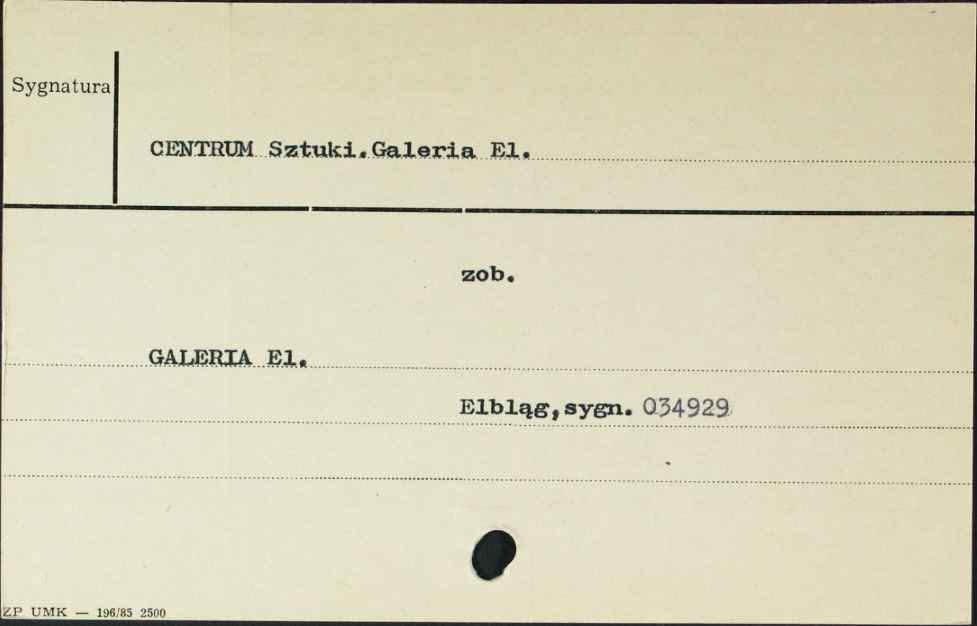 Sygnatura
CENTRUM Sztuki.Galeria El.
zob.
GALERIA El.
Elbląg,sygn. 034929
ZP UMK — 196/85 2500